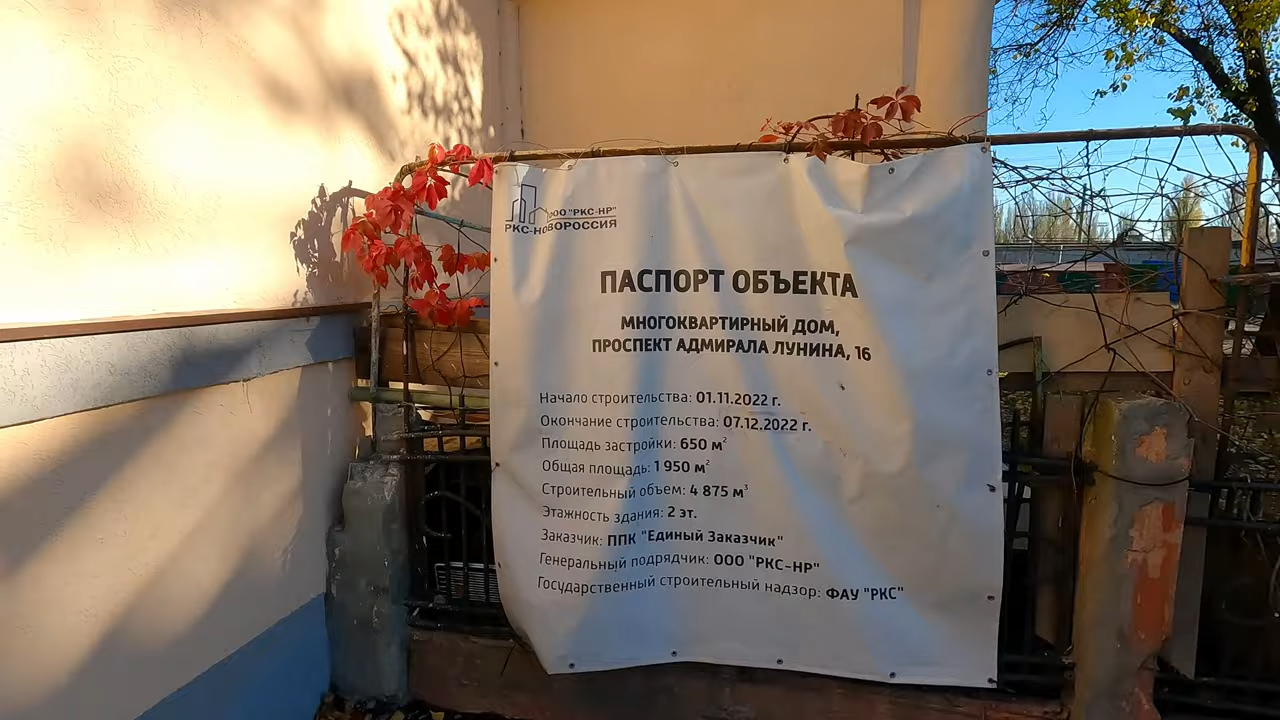 ООО "РКС-НР"
РКС-НОВОРОССИЯ
ПАСПОРТ ОБЪЕКТА
МНОГОКВАРТИРНЫЙ ДОМ,
ПРОСПЕКТ АДМИРАЛА ЛУНИНА, 16
Начало строительства: 01.11.2022 г.
Окончание строительства: 07.12.2022 г.
Площадь застройки: 650 м²
Общая площадь: 1 950 м²
Строительный объем: 4 875 м³
Этажность здания: 2 эт.
Заказчик: ППК "Единый Заказчик"
Генеральный подрядчик: ООО "РКС-НР"
Государственный строительный надзор: ФАУ "РКС"